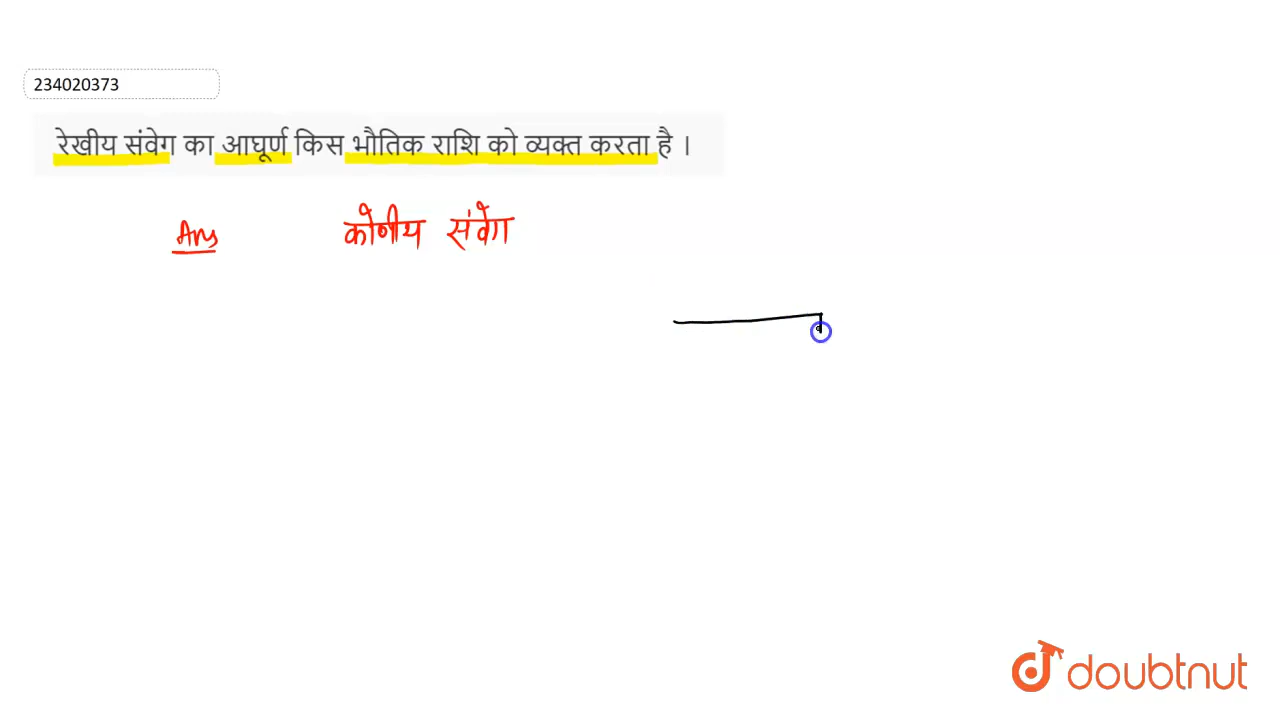 234020373
रेखीय संवेग का आघूर्ण किस भौतिक राशि को व्यक्त करता है ।
Ans कोणीय संवेग
doubtnut